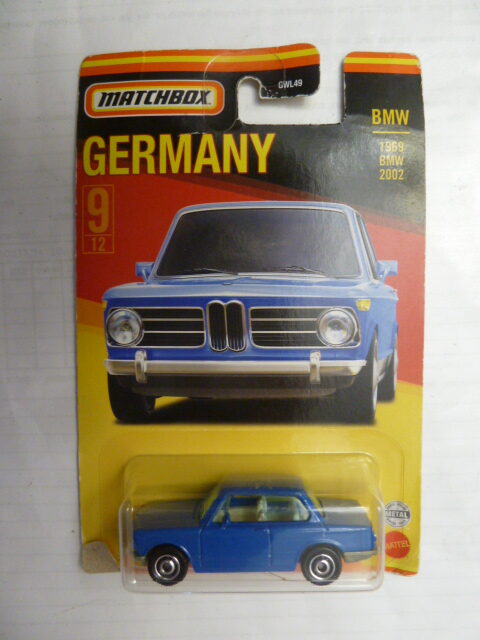 GWL49
MATCHBOX
BMW
GERMANY
1969
BMW
2002
9
12
METAL
MATTEL